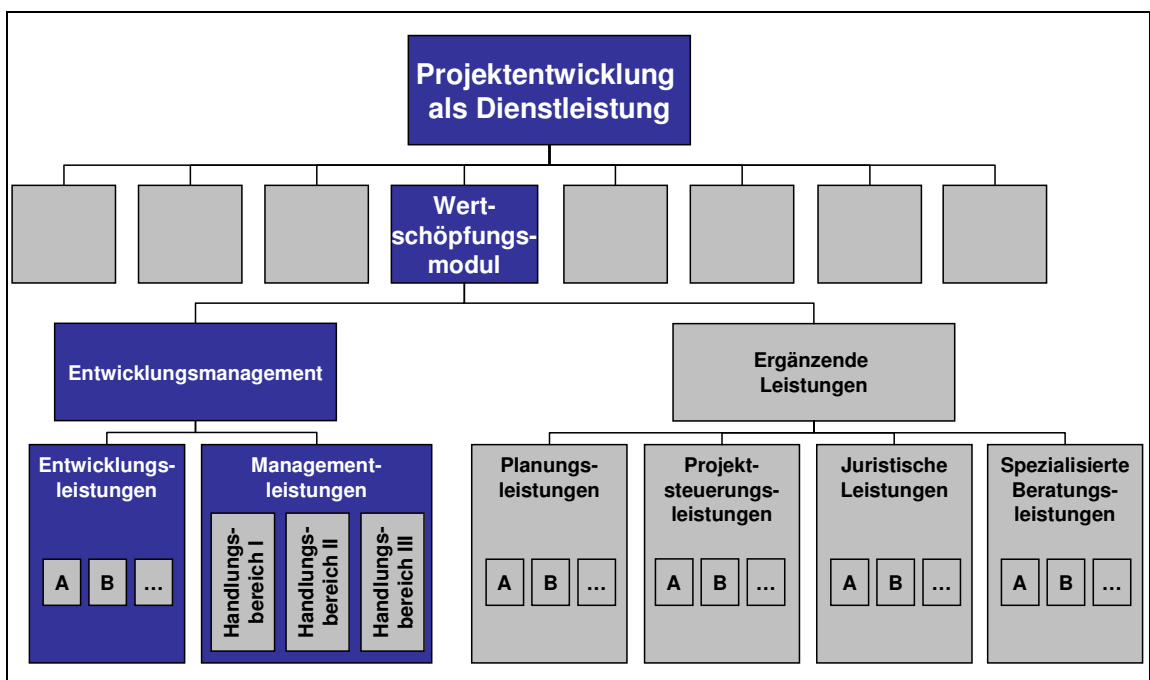 Projektentwicklung
als Dienstleistung
Wert-
schöpfungs-
modul
Entwicklungsmanagement
Ergänzende
Leistungen
Entwicklungs-
leistungen
A
B
...
Management-
leistungen
Handlungs-
bereich I
Handlungs-
bereich II
Handlungs-
bereich III
Planungs-
leistungen
A
B
...
Projekt-
steuerungs-
leistungen
A
B
...
Juristische
Leistungen
A
B
...
Spezialisierte
Beratungs-
leistungen
A
B
...